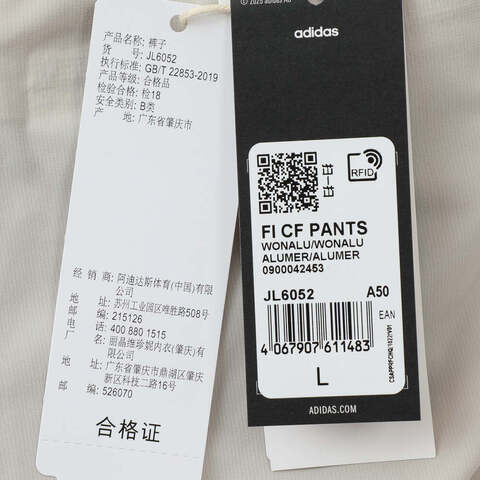 产品名称: 裤子
货 号: JL6052
执行标准: GB/T 22853-2019
产品等级: 合格品
检验合格: 检18
安全类别: B类
产 地: 广东省肇庆市
经 销 商: 阿迪达斯体育(中国)有限公司
地 址: 苏州工业园区唯胜路508号
邮 编: 215126
电 话: 400 880 1515
厂 名: 丽晶维珍妮内衣(肇庆)有限公司
地 址: 广东省肇庆市鼎湖区肇庆新区科技二路16号
邮 编: 526070
合格证
© 2025 adidas AG
adidas
RFID
FI CF PANTS
WONALU/WONALU
ALUMER/ALUMER
0900042453
JL6052 A50
EAN
4 067907 611483
L
ADIDAS.COM